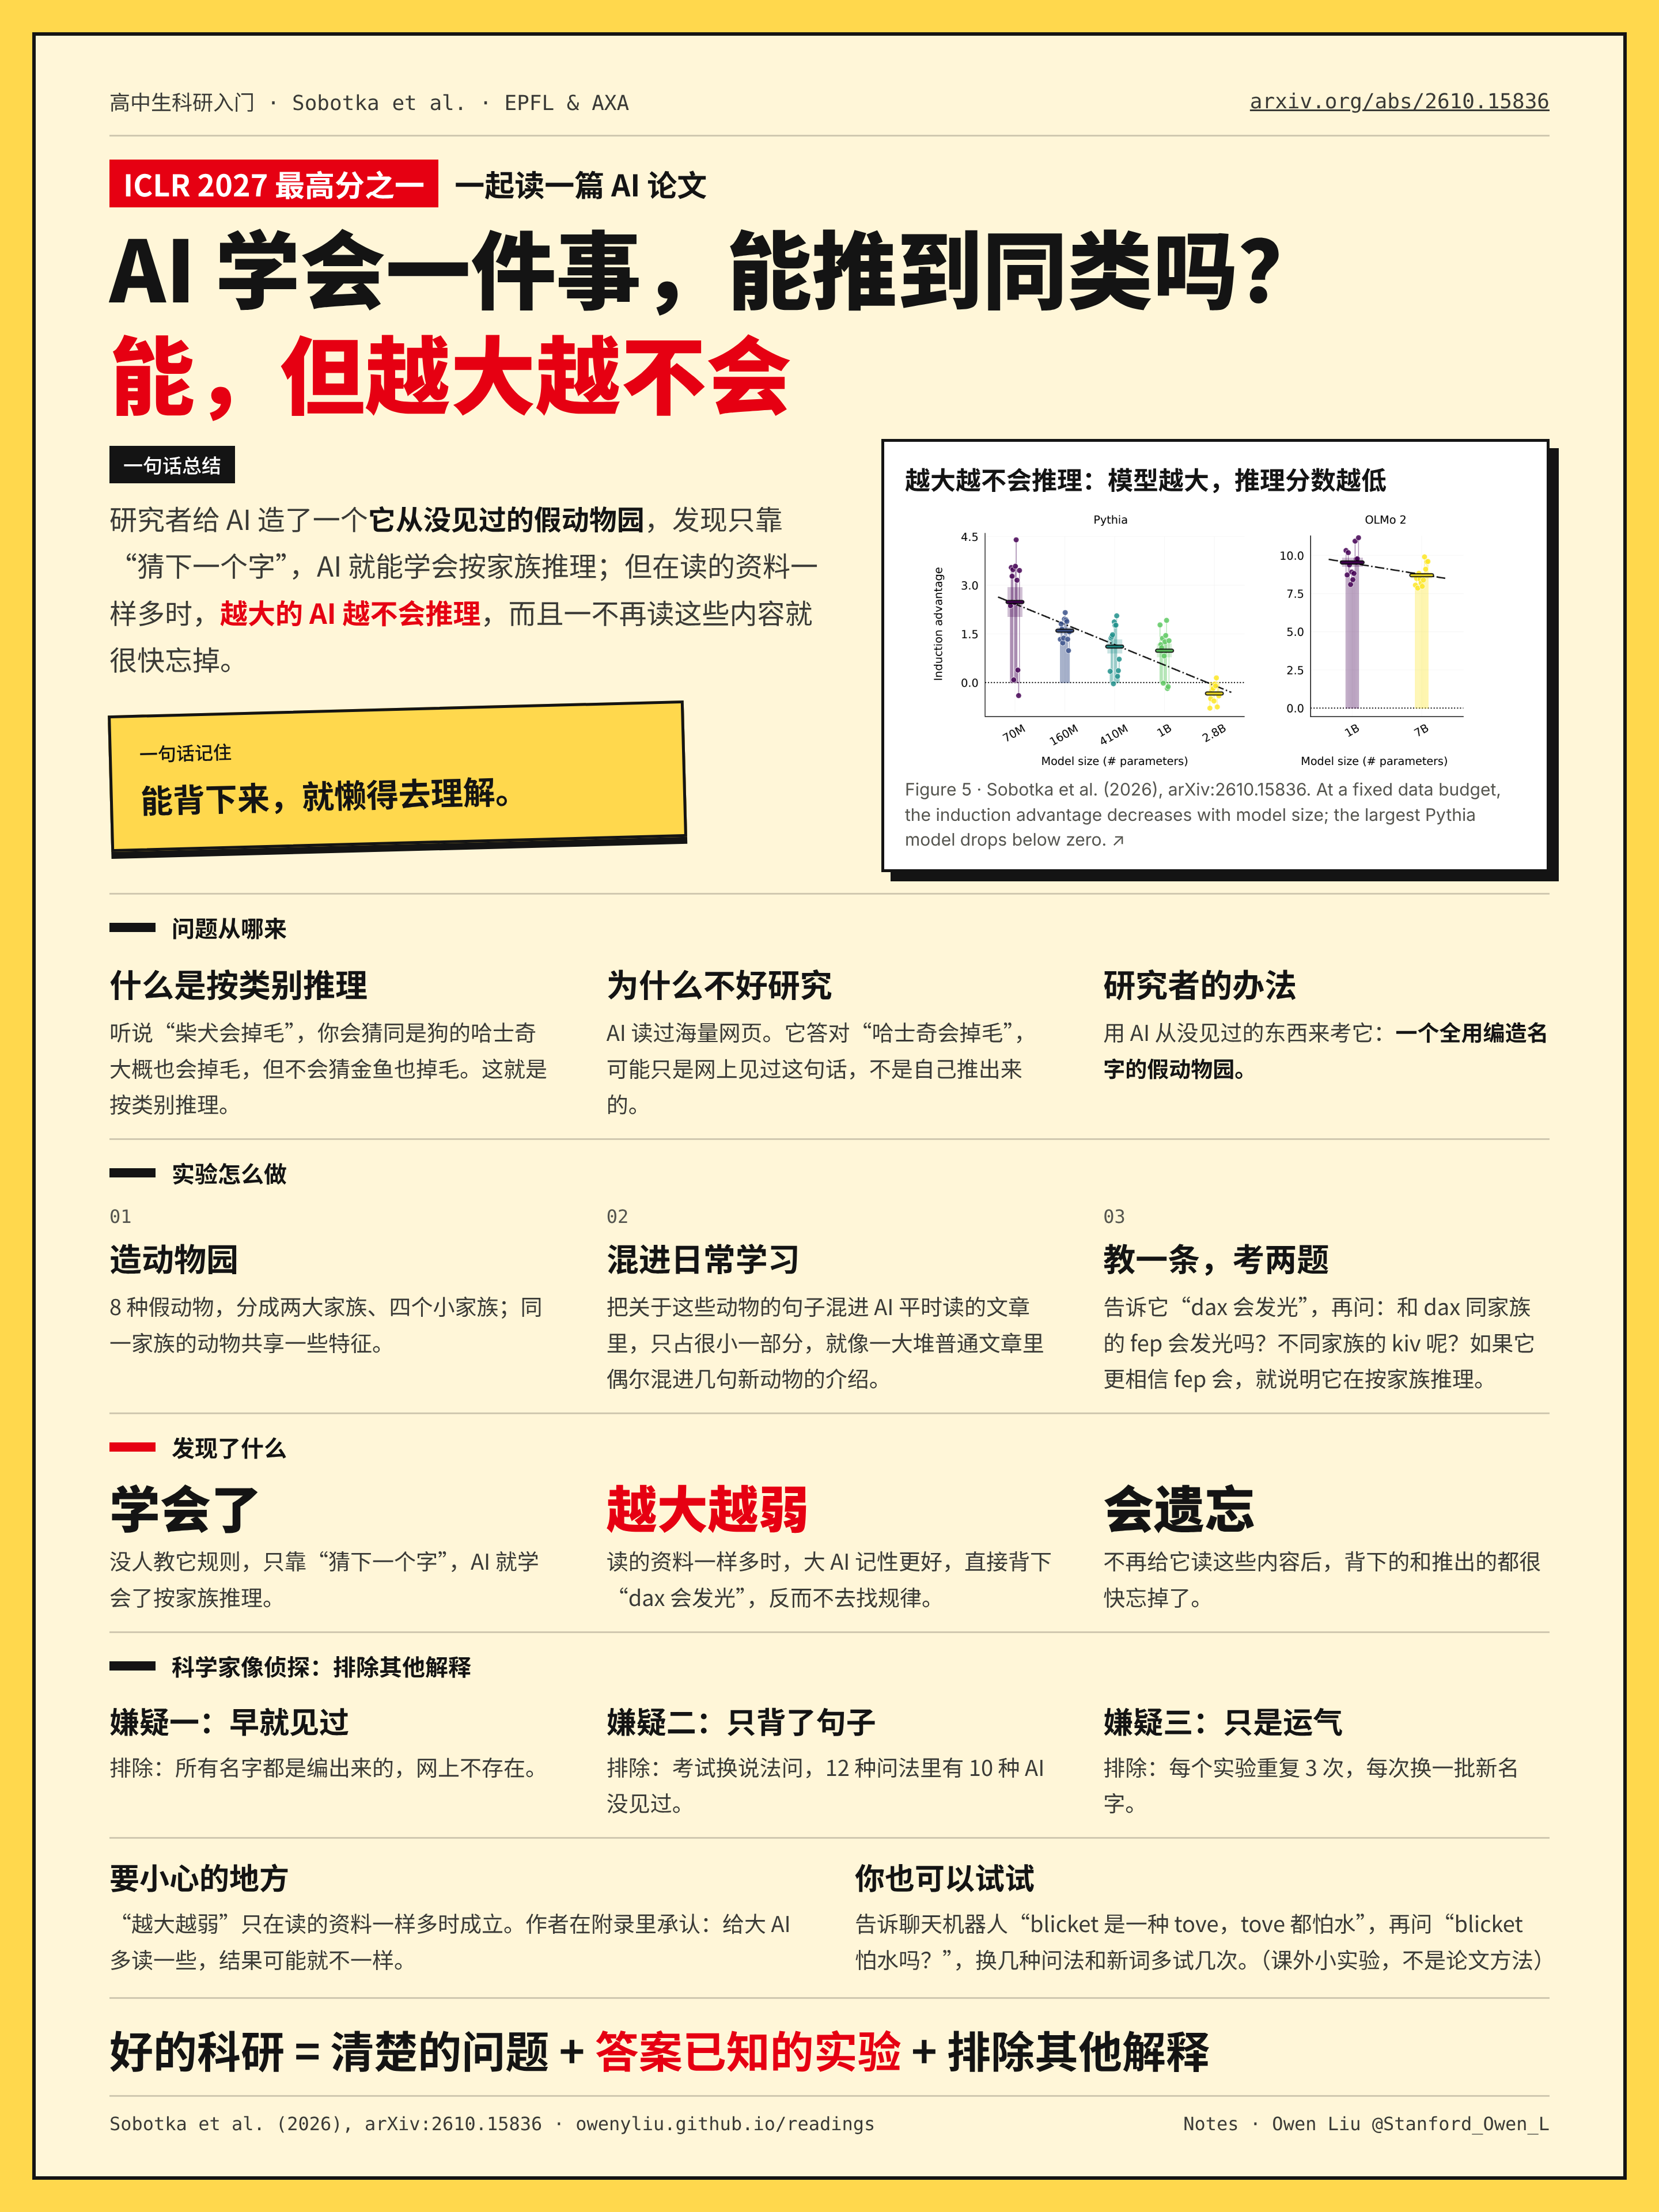 高中生科研入门 · Sobotka et al. · EPFL & AXA
arxiv.org/abs/2610.15836
ICLR 2027 最高分之一
一起读一篇 AI 论文
AI 学会一件事，能推到同类吗？
能，但越大越不会
一句话总结
研究者给 AI 造了一个它从没见过的假动物园，发现只靠
“猜下一个字”，AI 就能学会按家族推理；但在读的资料一
样多时，越大的 AI 越不会推理，而且一不再读这些内容就
很快忘掉。
一句话记住
能背下来，就懒得去理解。
越大越不会推理：模型越大，推理分数越低
Pythia
OLMo 2
Induction advantage
4.5
3.0
1.5
0.0
70M
160M
410M
1B
2.8B
Model size (# parameters)
10.0
7.5
5.0
2.5
0.0
1B
7B
Model size (# parameters)
Figure 5 · Sobotka et al. (2026), arXiv:2610.15836. At a fixed data budget,
the induction advantage decreases with model size; the largest Pythia
model drops below zero. ↗
问题从哪来
什么是按类别推理
听说“柴犬会掉毛”，你会猜同是狗的哈士奇
大概也会掉毛，但不会猜金鱼也掉毛。这就是
按类别推理。
为什么不好研究
AI 读过海量网页。它答对“哈士奇会掉毛”，
可能只是网上见过这句话，不是自己推出来
的。
研究者的办法
用 AI 从没见过的东西来考它：一个全用编造名
字的假动物园。
实验怎么做
01
造动物园
8 种假动物，分成两大家族、四个小家族；同
一家族的动物共享一些特征。
02
混进日常学习
把关于这些动物的句子混进 AI 平时读的文章
里，只占很小一部分，就像一大堆普通文章里
偶尔混进几句新动物的介绍。
03
教一条，考两题
告诉它“dax 会发光”，再问：和 dax 同家族
的 fep 会发光吗？不同家族的 kiv 呢？如果它
更相信 fep 会，就说明它在按家族推理。
发现了什么
学会了
没人教它规则，只靠“猜下一个字”，AI 就学
会了按家族推理。
越大越弱
读的资料一样多时，大 AI 记性更好，直接背下
“dax 会发光”，反而不去找规律。
会遗忘
不再给它读这些内容后，背下的和推出的都很
快忘掉了。
科学家像侦探：排除其他解释
嫌疑一：早就见过
排除：所有名字都是编出来的，网上不存在。
嫌疑二：只背了句子
排除：考试换说法问，12 种问法里有 10 种 AI
没见过。
嫌疑三：只是运气
排除：每个实验重复 3 次，每次换一批新名
字。
要小心的地方
“越大越弱”只在读的资料一样多时成立。作者在附录里承认：给大 AI
多读一些，结果可能就不一样。
你也可以试试
告诉聊天机器人“blicket 是一种 tove，tove 都怕水”，再问“blicket
怕水吗？”，换几种问法和新词多试几次。（课外小实验，不是论文方法）
好的科研 = 清楚的问题 + 答案已知的实验 + 排除其他解释
Sobotka et al. (2026), arXiv:2610.15836 · owenyliu.github.io/readings
Notes · Owen Liu @Stanford_Owen_L